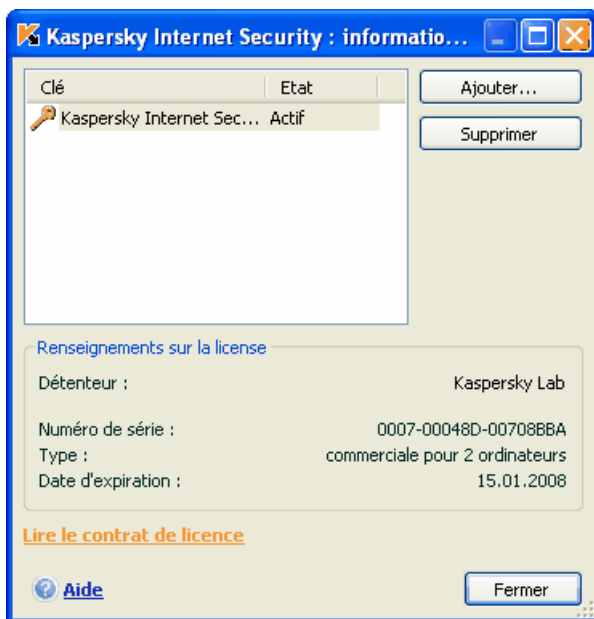 Kaspersky Internet Security : informatio...
Clé Etat
Kaspersky Internet Sec... Actif
Ajouter...
Supprimer
Renseignements sur la license
Détenteur : Kaspersky Lab
Numéro de série : 0007-00048D-00708BBA
Type : commerciale pour 2 ordinateurs
Date d'expiration : 15.01.2008
Lire le contrat de licence
Aide
Fermer